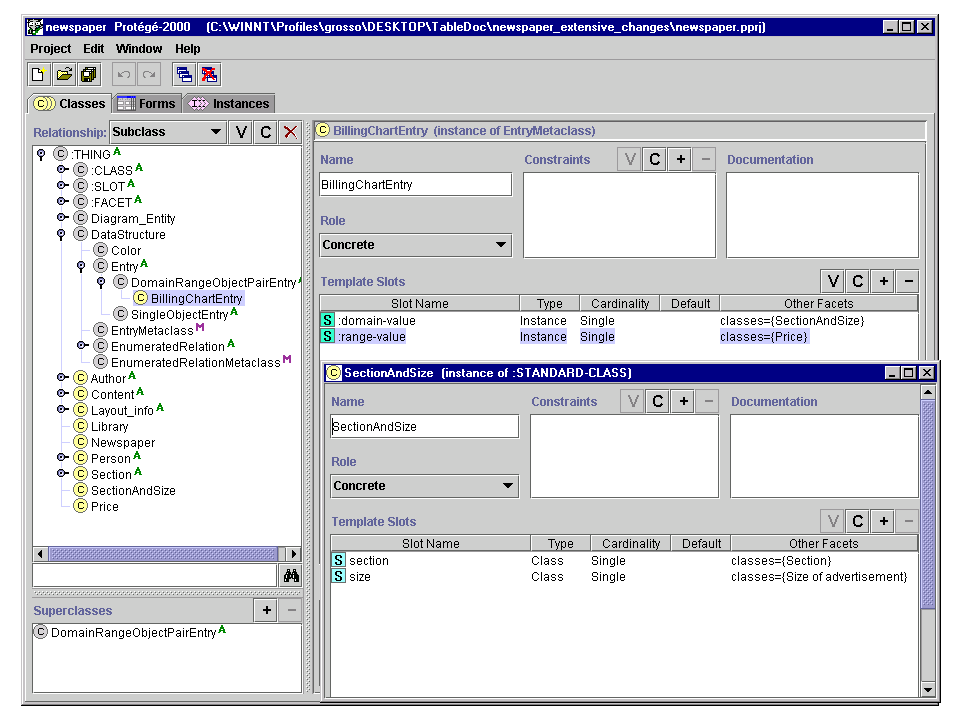 newspaper Protégé-2000 (C:\WINNT\Profiles\grosso\DESKTOP\TableDoc\newspaper_extensive_changes\newspaper.pprj)
Project Edit Window Help
Classes Forms Instances
Relationship: Subclass V C
C :THING A
C :CLASS A
C :SLOT A
C :FACET A
C Diagram_Entity
C DataStructure
C Color
C Entry A
C DomainRangeObjectPairEntry A
C BillingChartEntry
C SingleObjectEntry A
C EntryMetaclass M
C EnumeratedRelation A
C EnumeratedRelationMetaclass M
C Author A
C Content A
C Layout_info A
C Library
C Newspaper
C Person A
C Section A
C SectionAndSize
C Price
Superclasses + −
C DomainRangeObjectPairEntry A
C BillingChartEntry (instance of EntryMetaclass)
Name Constraints V C + − Documentation
BillingChartEntry
Role
Concrete
Template Slots V C + −
Slot Name Type Cardinality Default Other Facets
S :domain-value Instance Single classes={SectionAndSize}
S :range-value Instance Single classes={Price}
C SectionAndSize (instance of :STANDARD-CLASS)
Name Constraints V C + − Documentation
SectionAndSize
Role
Concrete
Template Slots V C + −
Slot Name Type Cardinality Default Other Facets
S section Class Single classes={Section}
S size Class Single classes={Size of advertisement}